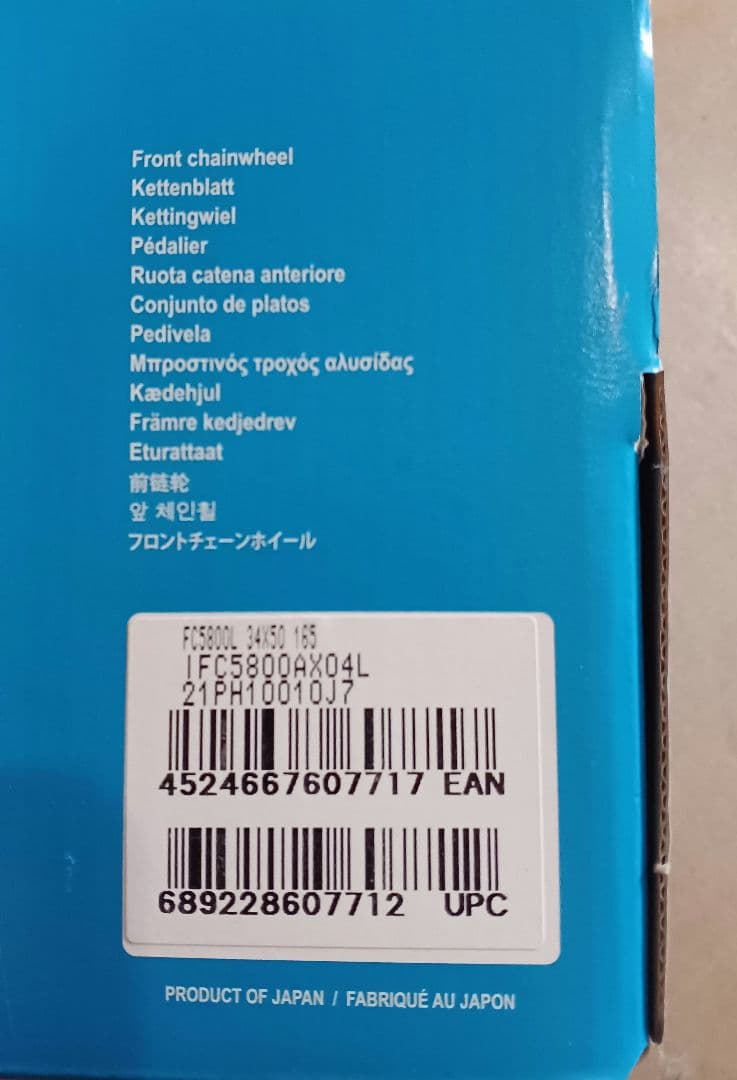 Front chainwheel
Kettenblatt
Kettingwiel
Pédalier
Ruota catena anteriore
Conjunto de platos
Pedivela
Μπροστινός τροχός αλυσίδας
Kædehjul
Främre kedjedrev
Eturattaat
前链轮
앞 체인휠
フロントチェーンホイール
FC5800L 34X50 165
IFC5800AX04L
21PH10010J7
4524667607717 EAN
689228607712 UPC
PRODUCT OF JAPAN / FABRIQUÉ AU JAPON